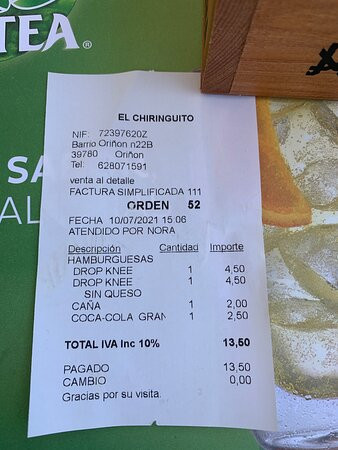 TEA®
SA
AL
EL CHIRINGUITO
NIF: 72397620Z
Barrio Oriñon n22B
39780 Oriñon
Tel: 628071591
venta al detalle
FACTURA SIMPLIFICADA 111
ORDEN 52
FECHA 10/07/2021 15:06
ATENDIDO POR NORA
Descripción Cantidad Importe
HAMBURGUESAS
DROP KNEE 1 4,50
DROP KNEE 1 4,50
SIN QUESO
CAÑA 1 2,00
COCA-COLA GRAN 1 2,50
TOTAL IVA Inc 10% 13,50
PAGADO 13,50
CAMBIO 0,00
Gracias por su visita.